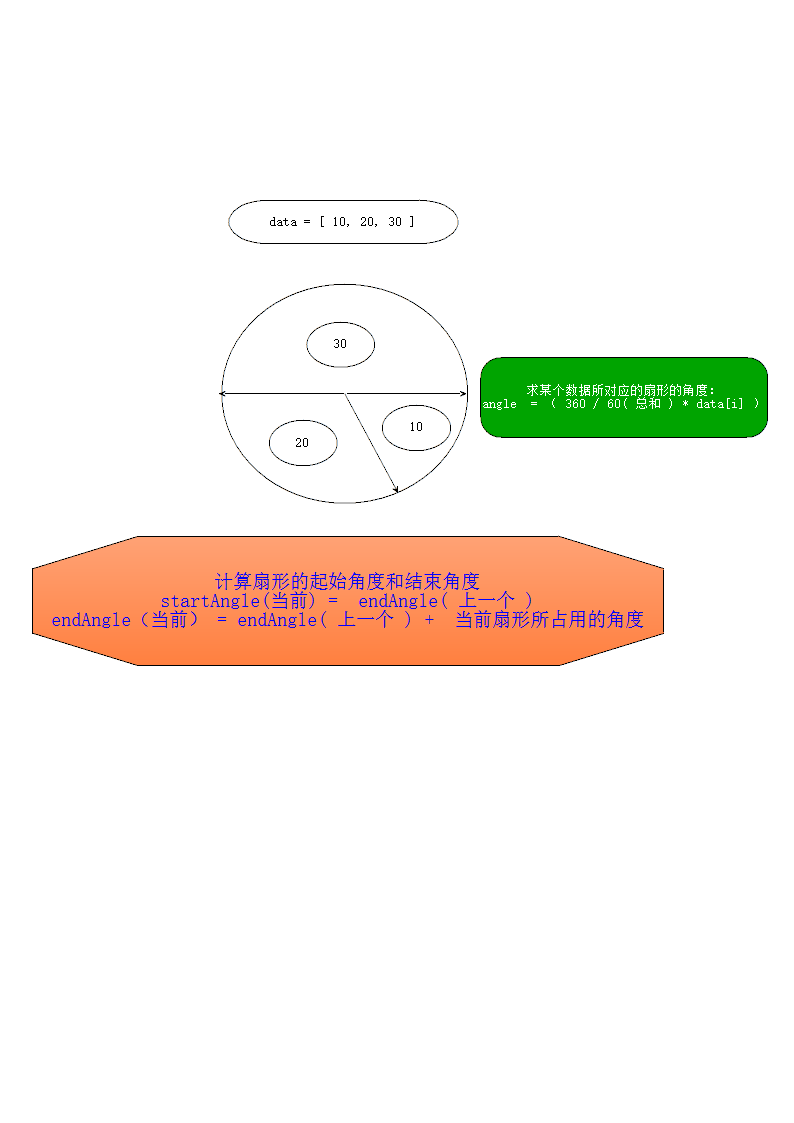 data = [ 10, 20, 30 ]
30
求某个数据所对应的扇形的角度：
angle = （ 360 / 60( 总和 ) * data[i] ）
10
20
计算扇形的起始角度和结束角度
startAngle(当前) = endAngle( 上一个 )
endAngle（当前） = endAngle( 上一个 ) + 当前扇形所占用的角度